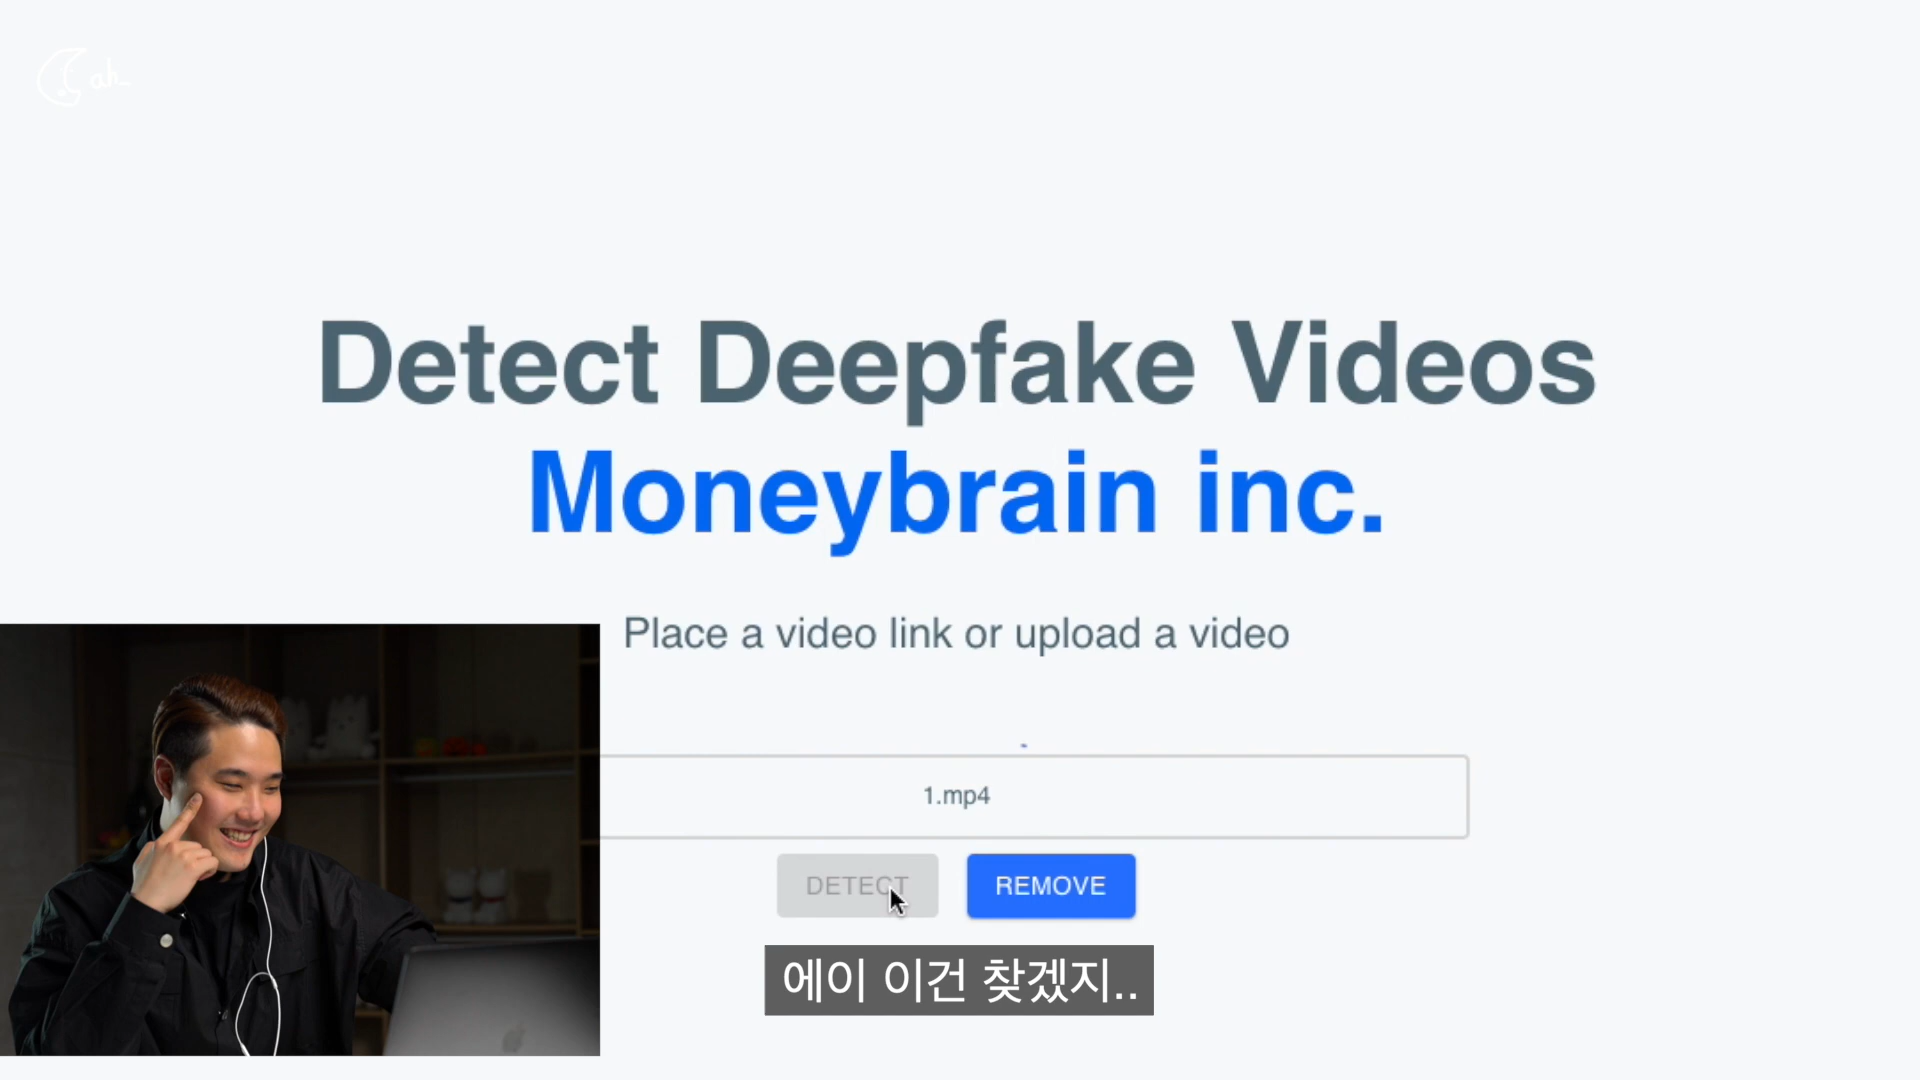 ah_
Detect Deepfake Videos
Moneybrain inc.
Place a video link or upload a video
1.mp4
DETECT REMOVE
에이 이건 찾겠지..